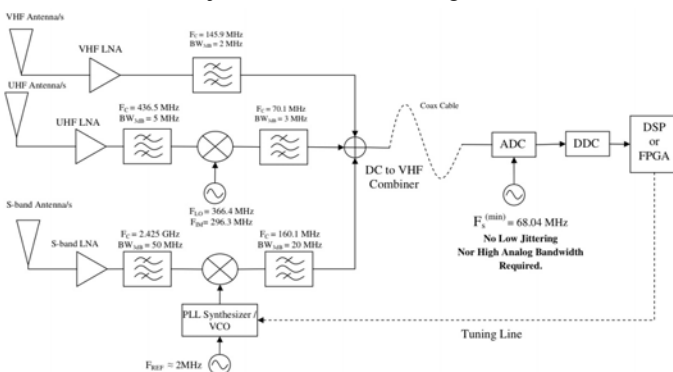 VHF Antenna/s
VHF LNA
F_C = 145.9 MHz
BW_3dB = 2 MHz
UHF Antenna/s
UHF LNA
F_C = 436.5 MHz
BW_3dB = 5 MHz
F_C = 70.1 MHz
BW_3dB = 3 MHz
F_LO = 366.4 MHz
F_IM = 296.3 MHz
S-band Antenna/s
S-band LNA
F_C = 2.425 GHz
BW_3dB = 50 MHz
F_C = 160.1 MHz
BW_3dB = 20 MHz
PLL Synthesizer /
VCO
F_REF ≈ 2MHz
DC to VHF
Combiner
Coax Cable
ADC
DDC
DSP
or
FPGA
F_s^(min) = 68.04 MHz
No Low Jittering
Nor High Analog Bandwidth
Required.
Tuning Line